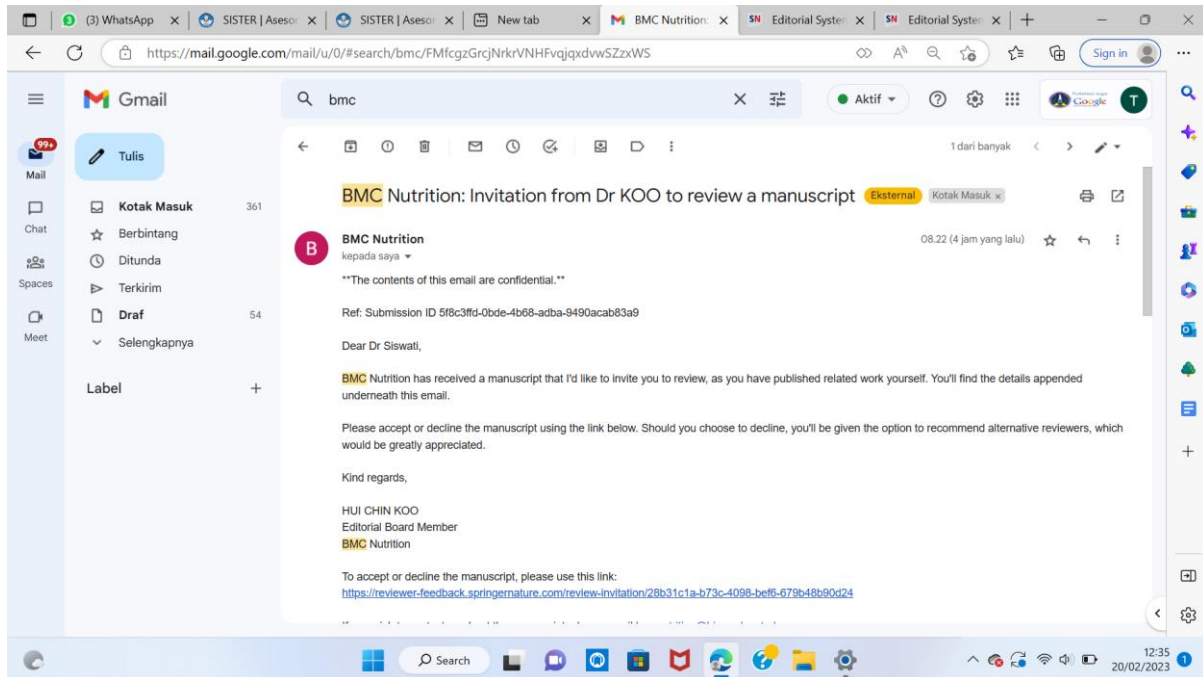 (3) WhatsApp
SISTER | Aseso
SISTER | Aseso
New tab
BMC Nutrition:
SN Editorial System
SN Editorial System
https://mail.google.com/mail/u/0/#search/bmc/FMfcgzGrcjNrkrVNHFvqjqxdvwSZzxWS
Sign in
Gmail
bmc
Aktif
Google
T
99+
Mail
Chat
Spaces
Meet
Tulis
Kotak Masuk 361
Berbintang
Ditunda
Terkirim
Draf 54
Selengkapnya
Label
1 dari banyak
BMC Nutrition: Invitation from Dr KOO to review a manuscript Eksternal Kotak Masuk x
B
BMC Nutrition 08.22 (4 jam yang lalu)
kepada saya
**The contents of this email are confidential.**
Ref: Submission ID 5f8c3ffd-0bde-4b68-adba-9490acab83a9
Dear Dr Siswati,
BMC Nutrition has received a manuscript that I'd like to invite you to review, as you have published related work yourself. You'll find the details appended
underneath this email.
Please accept or decline the manuscript using the link below. Should you choose to decline, you'll be given the option to recommend alternative reviewers, which
would be greatly appreciated.
Kind regards,
HUI CHIN KOO
Editorial Board Member
BMC Nutrition
To accept or decline the manuscript, please use this link:
https://reviewer-feedback.springernature.com/review-invitation/28b31c1a-b73c-4098-bef6-679b48b90d24
Search
12:35
20/02/2023
1